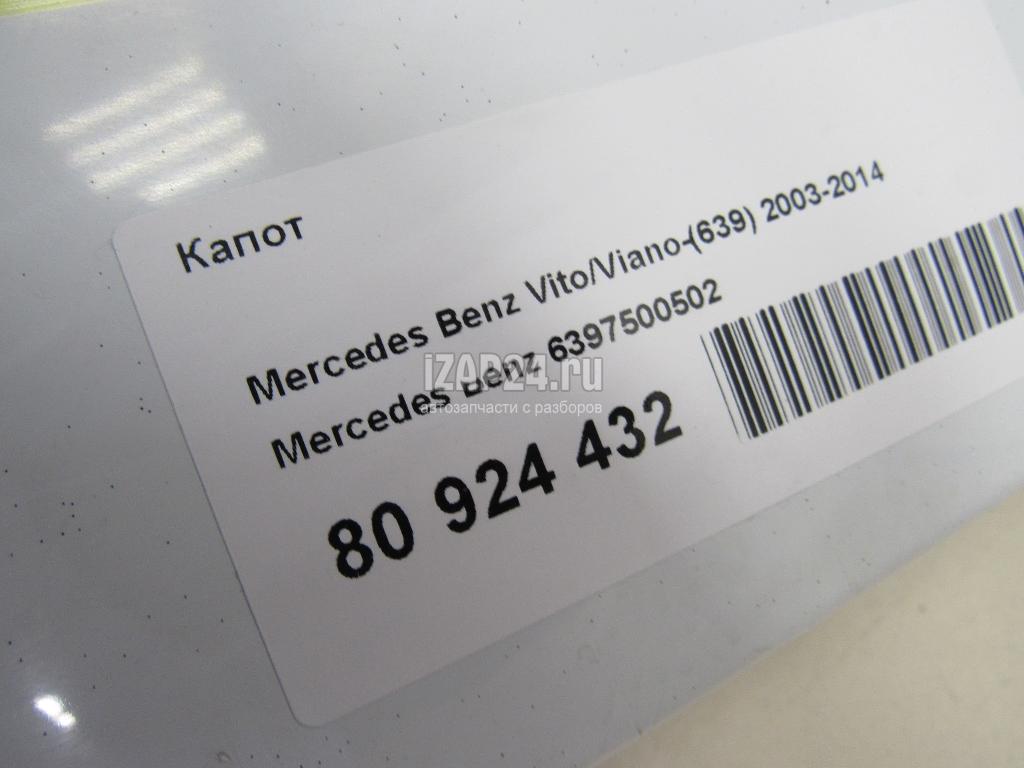 Капот
Mercedes Benz Vito/Viano-(639) 2003-2014
Mercedes Benz 6397500502
80 924 432
iZAP24.ru
автозапчасти с разборов